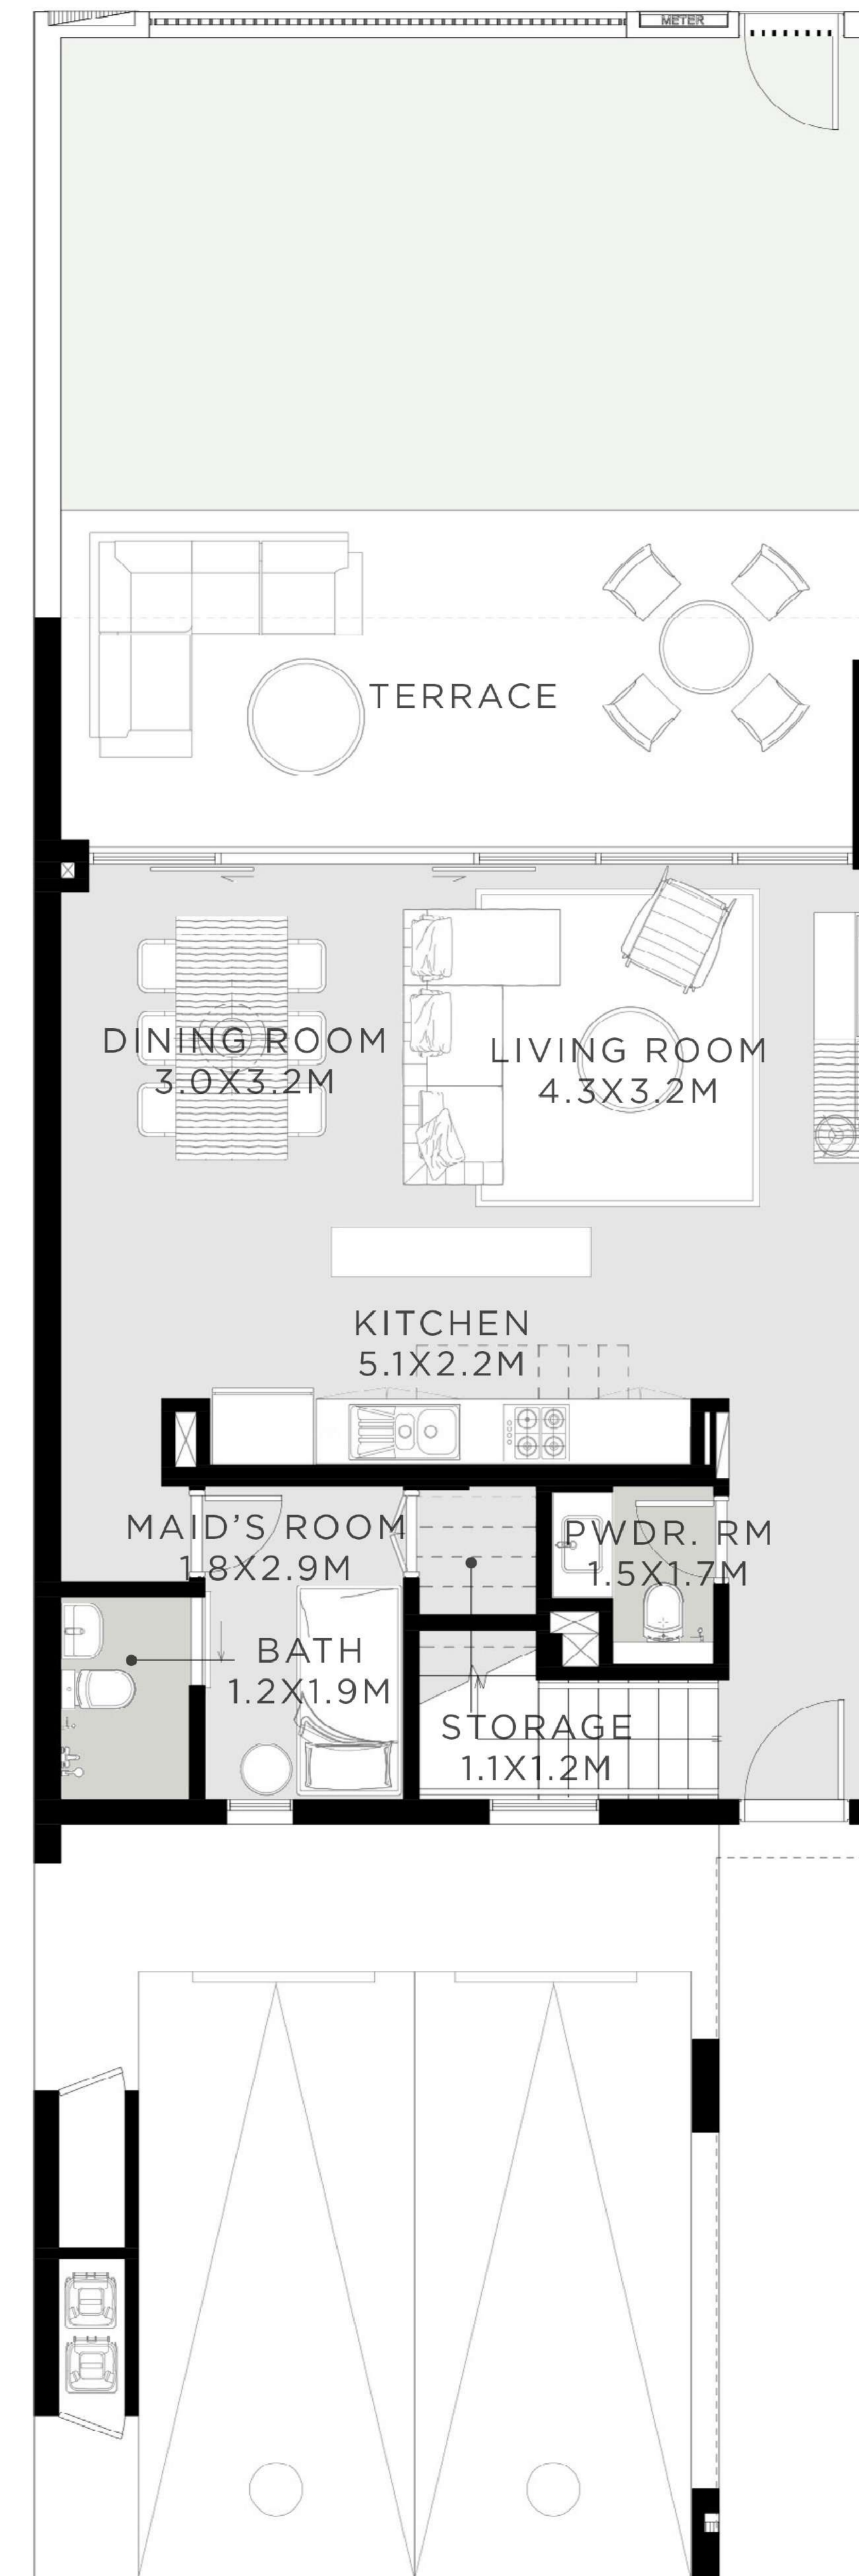 METER
TERRACE
DINING ROOM
3.0X3.2M
LIVING ROOM
4.3X3.2M
KITCHEN
5.1X2.2M
MAID'S ROOM
1.8X2.9M
PWDR. RM
1.5X1.7M
BATH
1.2X1.9M
STORAGE
1.1X1.2M